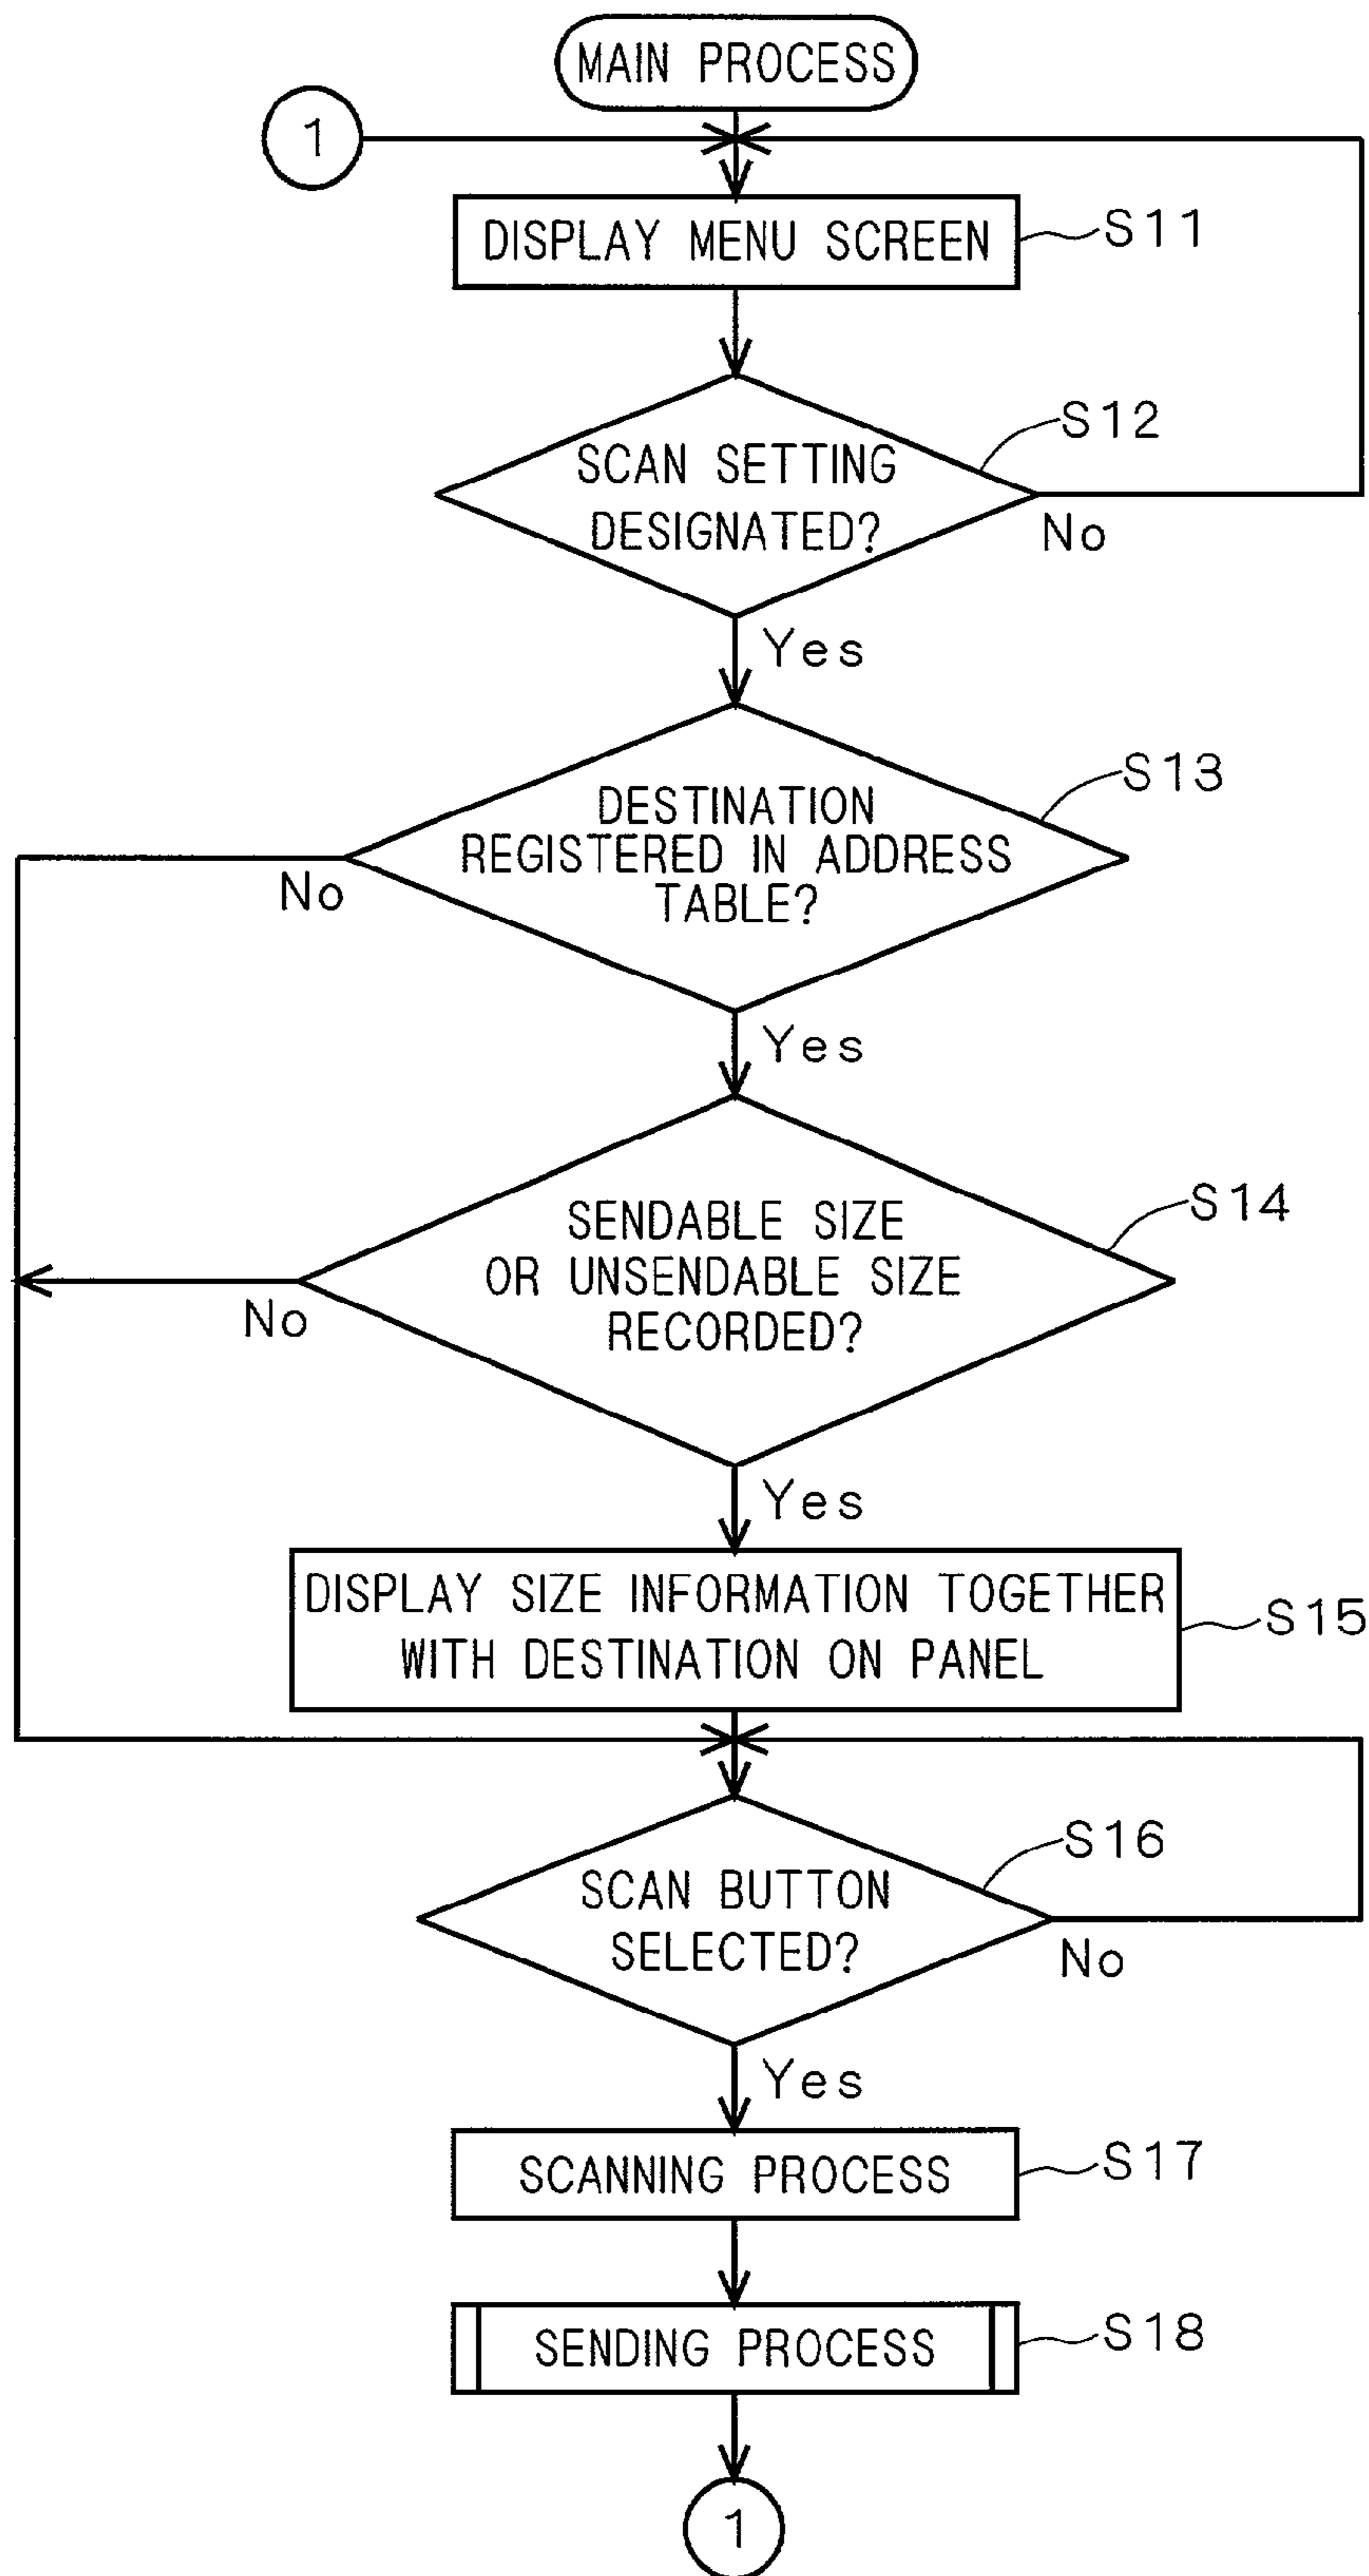 MAIN PROCESS
1
DISPLAY MENU SCREEN
S11
S12
SCAN SETTING
DESIGNATED?
No
Yes
S13
DESTINATION
REGISTERED IN ADDRESS
TABLE?
No
Yes
S14
SENDABLE SIZE
OR UNSENDABLE SIZE
RECORDED?
No
Yes
DISPLAY SIZE INFORMATION TOGETHER
WITH DESTINATION ON PANEL
S15
S16
SCAN BUTTON
SELECTED?
No
Yes
SCANNING PROCESS
S17
SENDING PROCESS
S18
1